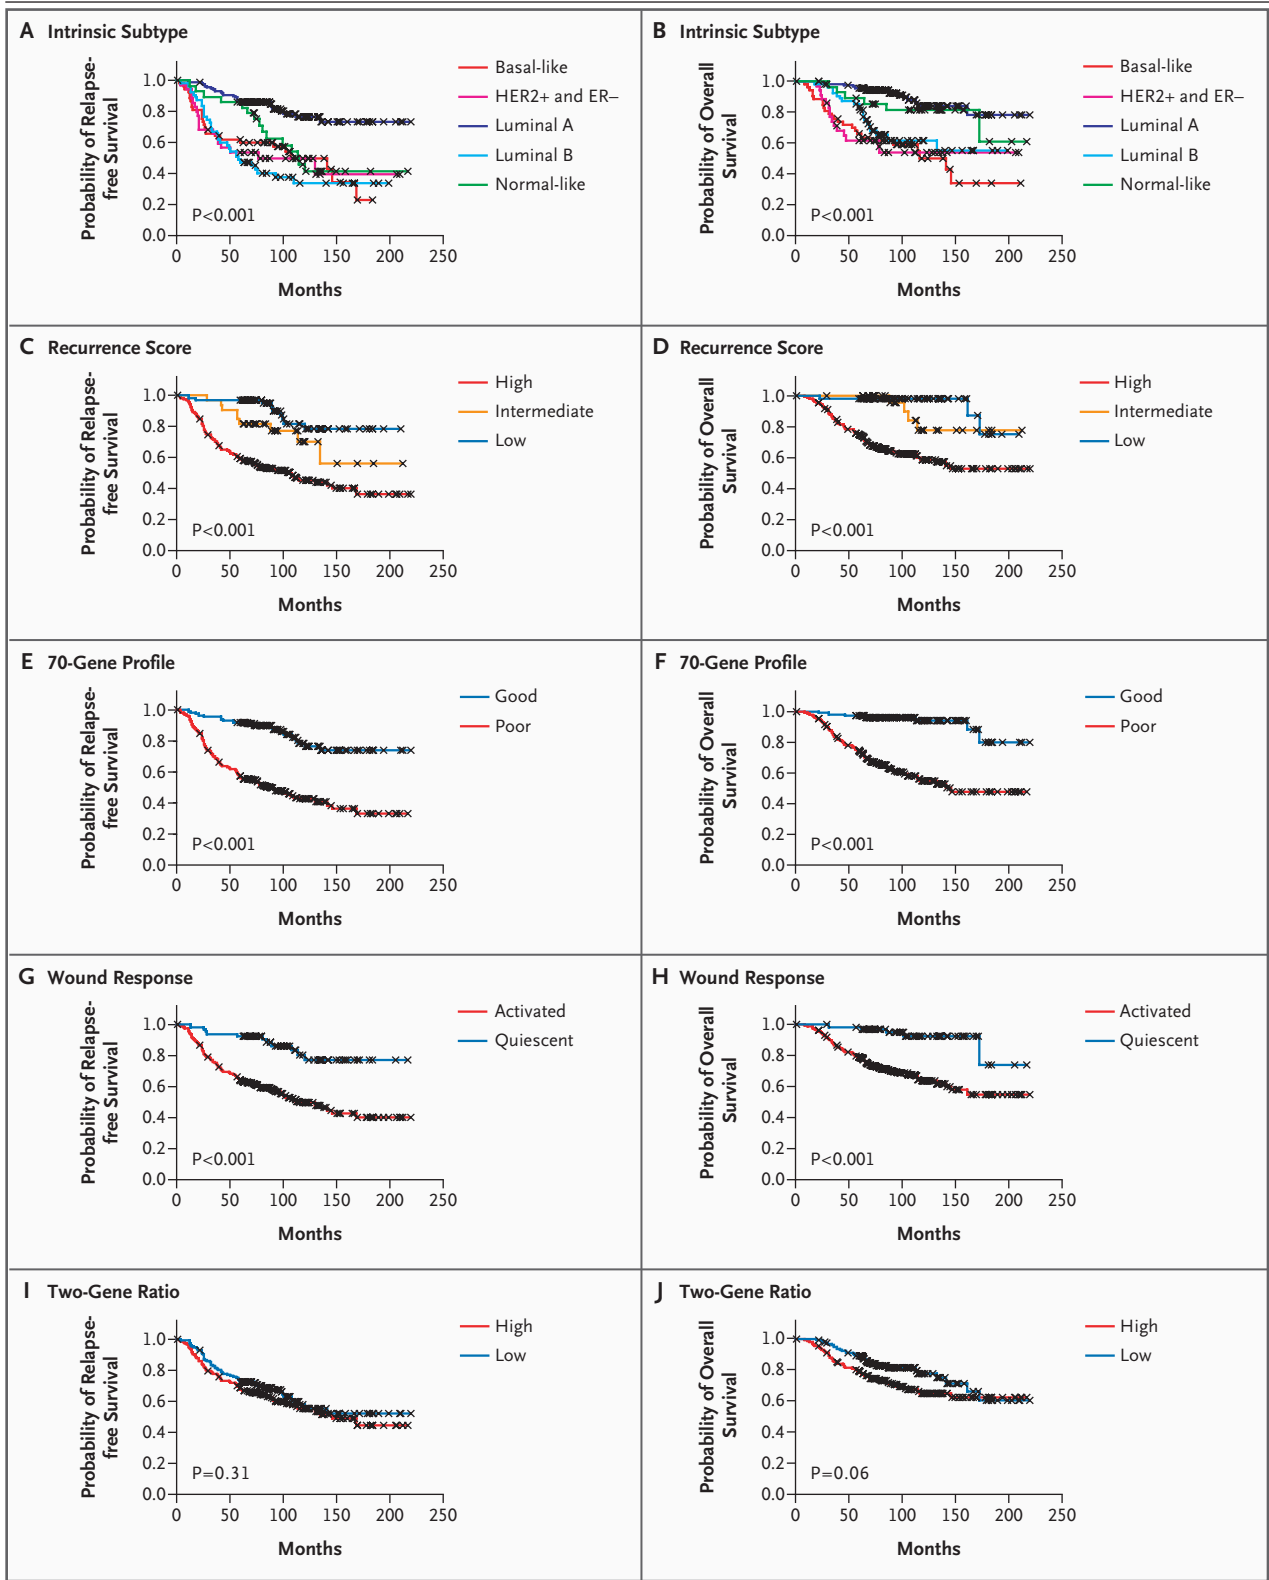 A Intrinsic Subtype
Probability of Relapse-
free Survival
1.0
0.8
0.6
0.4
0.2
0.0
P<0.001
0 50 100 150 200 250
Months
Basal-like
HER2+ and ER−
Luminal A
Luminal B
Normal-like
B Intrinsic Subtype
Probability of Overall
Survival
1.0
0.8
0.6
0.4
0.2
0.0
P<0.001
0 50 100 150 200 250
Months
Basal-like
HER2+ and ER−
Luminal A
Luminal B
Normal-like
C Recurrence Score
Probability of Relapse-
free Survival
1.0
0.8
0.6
0.4
0.2
0.0
P<0.001
0 50 100 150 200 250
Months
High
Intermediate
Low
D Recurrence Score
Probability of Overall
Survival
1.0
0.8
0.6
0.4
0.2
0.0
P<0.001
0 50 100 150 200 250
Months
High
Intermediate
Low
E 70-Gene Profile
Probability of Relapse-
free Survival
1.0
0.8
0.6
0.4
0.2
0.0
P<0.001
0 50 100 150 200 250
Months
Good
Poor
F 70-Gene Profile
Probability of Overall
Survival
1.0
0.8
0.6
0.4
0.2
0.0
P<0.001
0 50 100 150 200 250
Months
Good
Poor
G Wound Response
Probability of Relapse-
free Survival
1.0
0.8
0.6
0.4
0.2
0.0
P<0.001
0 50 100 150 200 250
Months
Activated
Quiescent
H Wound Response
Probability of Overall
Survival
1.0
0.8
0.6
0.4
0.2
0.0
P<0.001
0 50 100 150 200 250
Months
Activated
Quiescent
I Two-Gene Ratio
Probability of Relapse-
free Survival
1.0
0.8
0.6
0.4
0.2
0.0
P=0.31
0 50 100 150 200 250
Months
High
Low
J Two-Gene Ratio
Probability of Overall
Survival
1.0
0.8
0.6
0.4
0.2
0.0
P=0.06
0 50 100 150 200 250
Months
High
Low